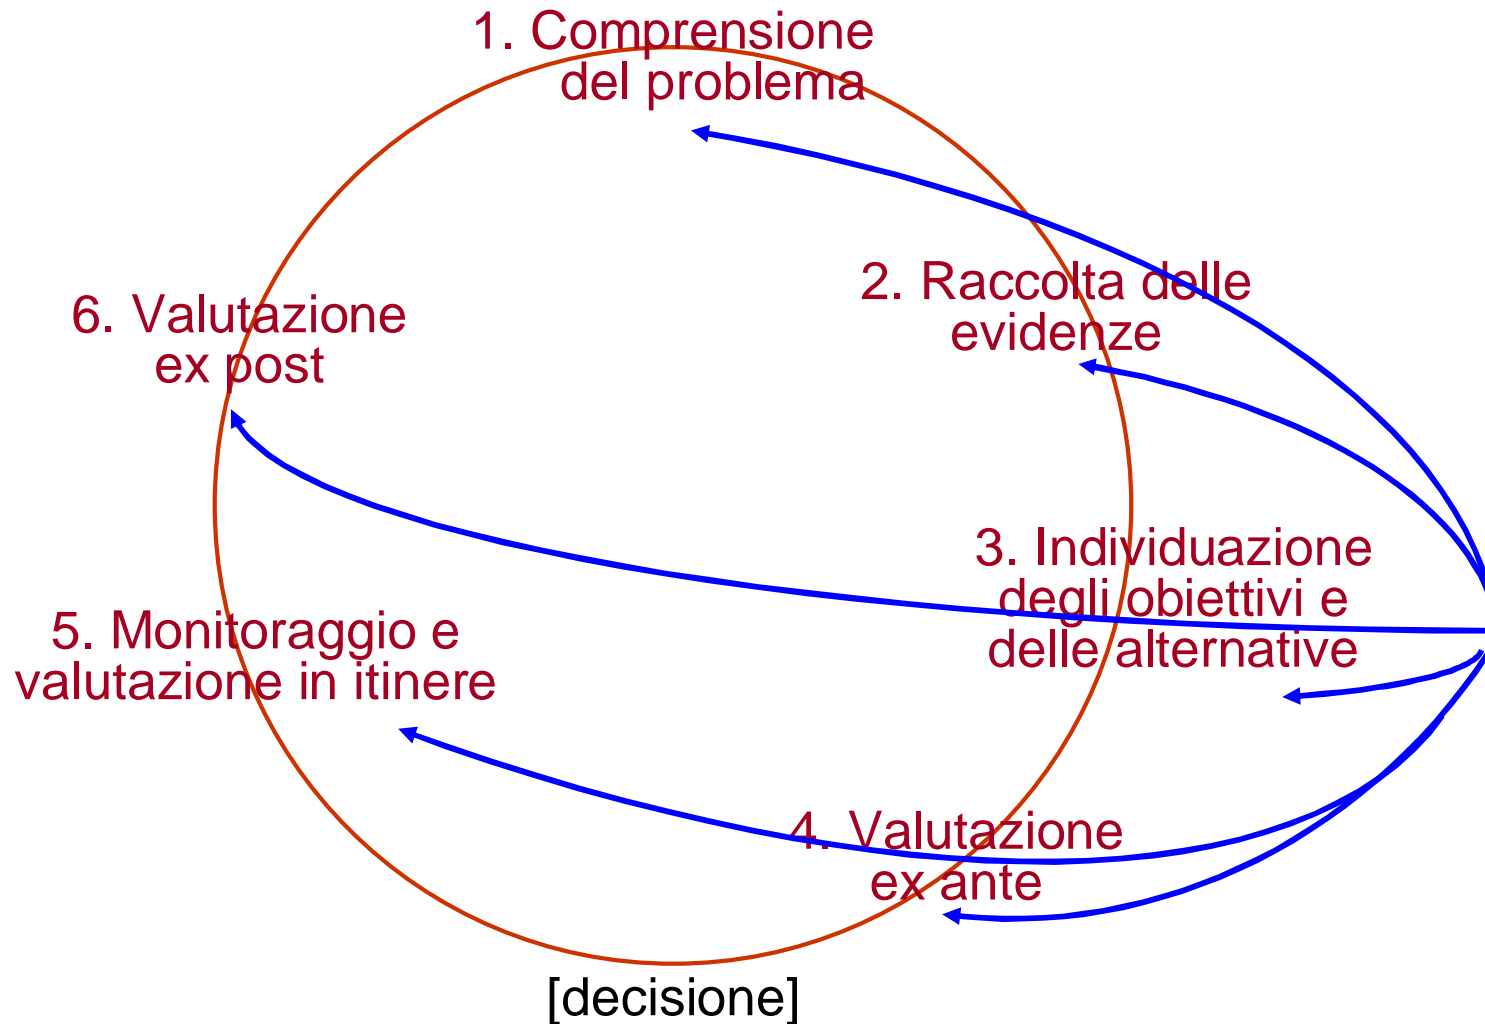 1. Comprensione
del problema
2. Raccolta delle
evidenze
3. Individuazione
degli obiettivi e
delle alternative
4. Valutazione
ex ante
[decisione]
5. Monitoraggio e
valutazione in itinere
6. Valutazione
ex post